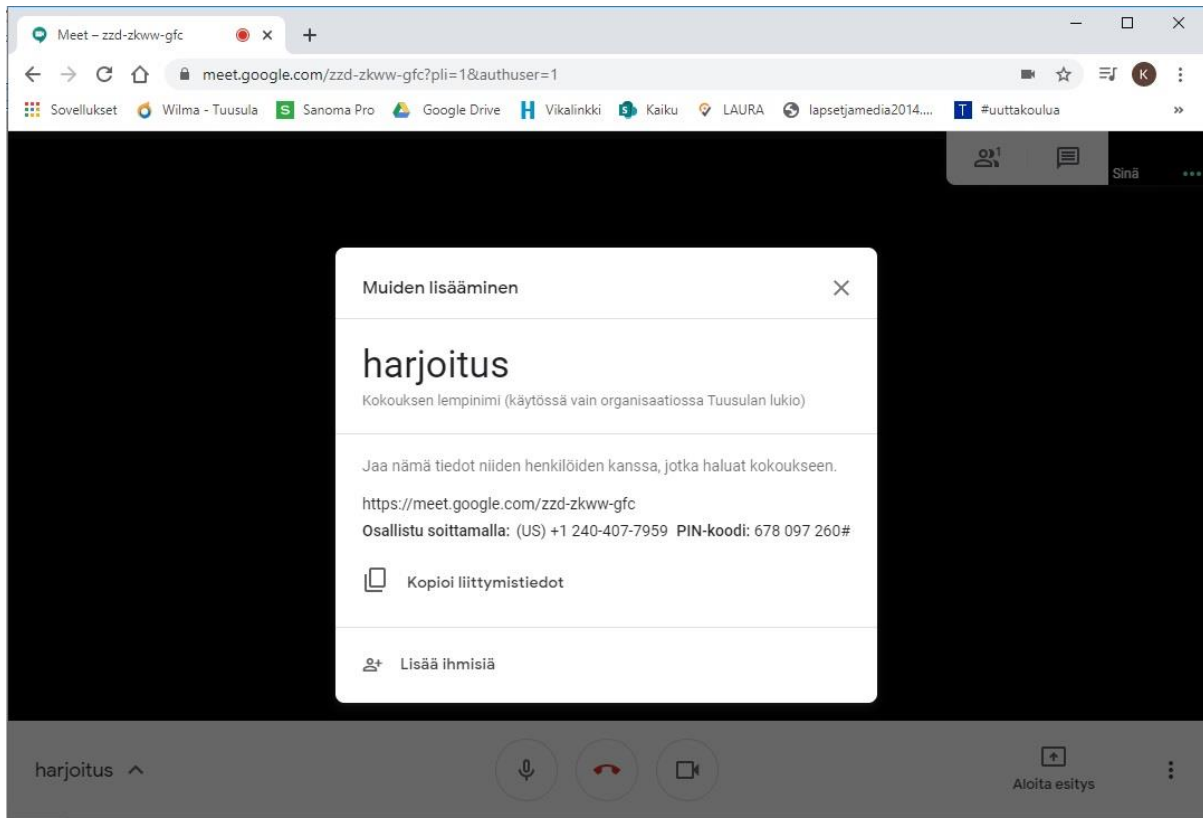 Meet – zzd-zkww-gfc
meet.google.com/zzd-zkww-gfc?pli=1&authuser=1
K
Sovellukset Wilma - Tuusula S Sanoma Pro Google Drive H Vikalinkki Kaiku LAURA lapsetjamedia2014.... T #uuttakoulua »
1
Sinä
Muiden lisääminen
harjoitus
Kokouksen lempinimi (käytössä vain organisaatiossa Tuusulan lukio)
Jaa nämä tiedot niiden henkilöiden kanssa, jotka haluat kokoukseen.
https://meet.google.com/zzd-zkww-gfc
Osallistu soittamalla: (US) +1 240-407-7959 PIN-koodi: 678 097 260#
Kopioi liittymistiedot
Lisää ihmisiä
harjoitus
Aloita esitys